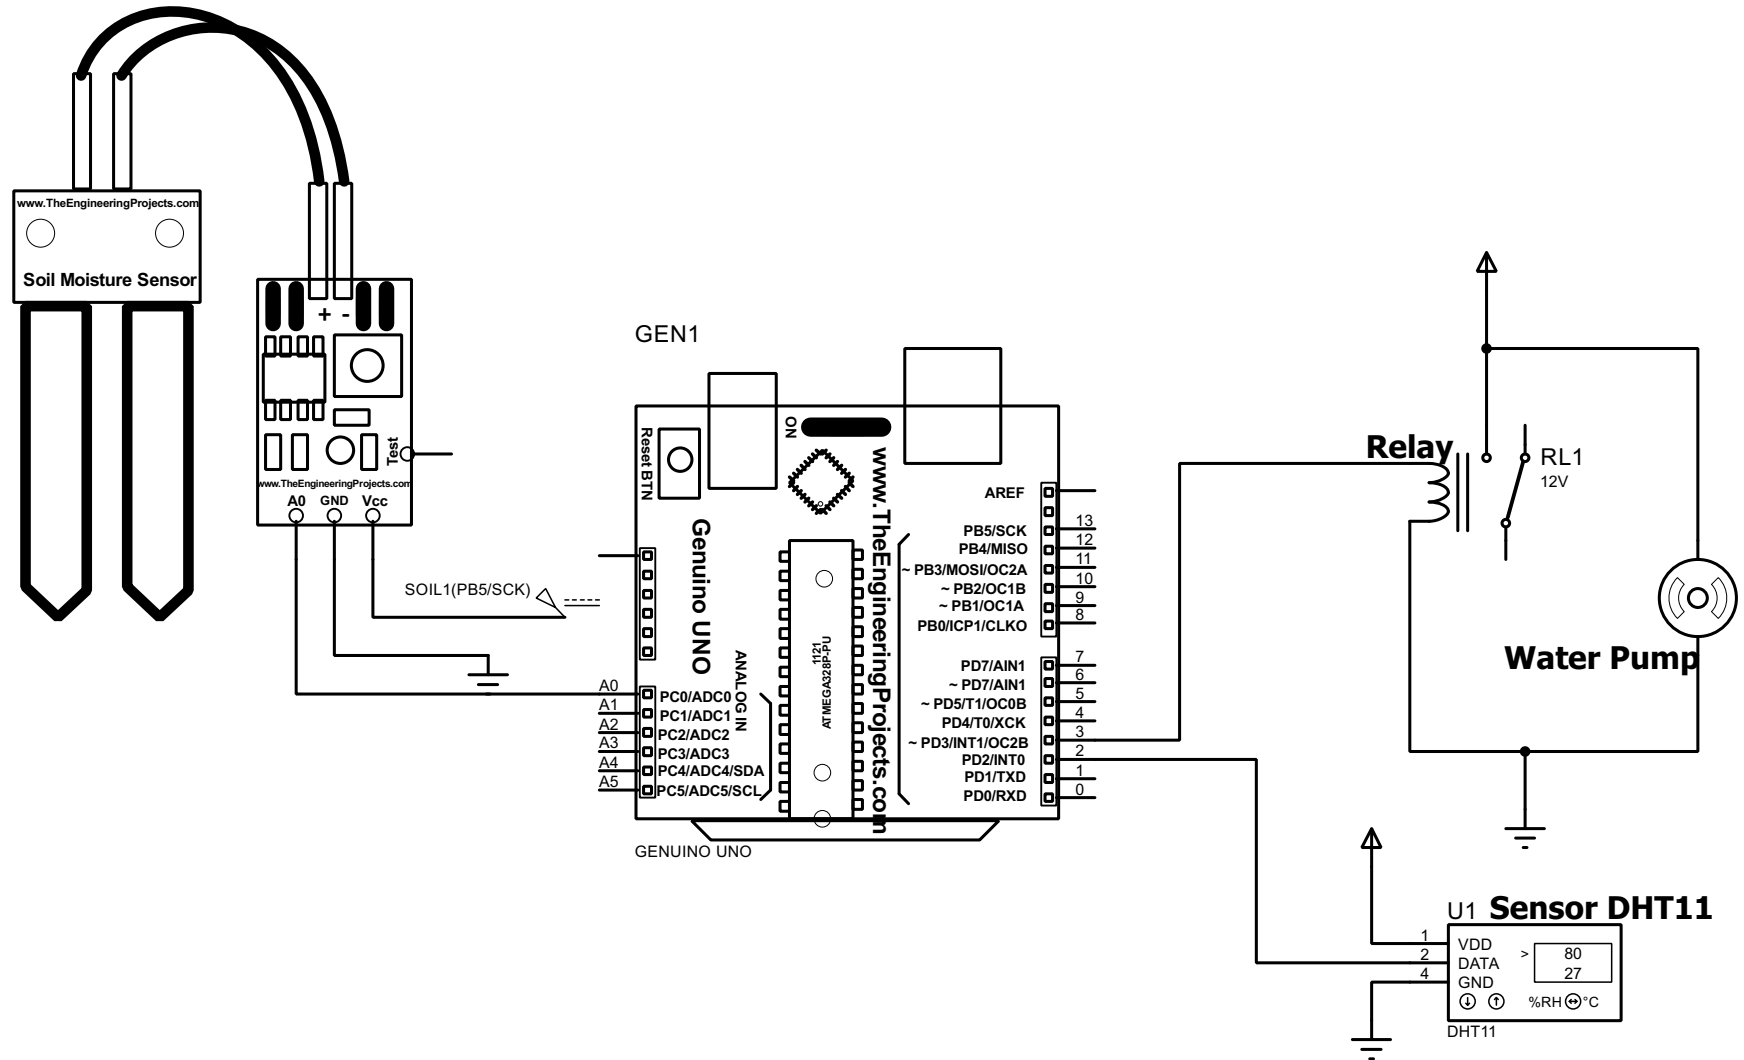 www.TheEngineeringProjects.com
Soil Moisture Sensor
+ -
Test
www.TheEngineeringProjects.com
A0 GND Vcc
SOIL1(PB5/SCK)
GEN1
Reset BTN
ON
www.TheEngineeringProjects.com
Genuino UNO
ANALOG IN
1121
ATMEGA328P-PU
A0 PC0/ADC0
A1 PC1/ADC1
A2 PC2/ADC2
A3 PC3/ADC3
A4 PC4/ADC4/SDA
A5 PC5/ADC5/SCL
AREF
PB5/SCK 13
PB4/MISO 12
~ PB3/MOSI/OC2A 11
~ PB2/OC1B 10
~ PB1/OC1A 9
PB0/ICP1/CLKO 8
PD7/AIN1 7
~ PD7/AIN1 6
~ PD5/T1/OC0B 5
PD4/T0/XCK 4
~ PD3/INT1/OC2B 3
PD2/INT0 2
PD1/TXD 1
PD0/RXD 0
GENUINO UNO
Relay
RL1
12V
Water Pump
U1 Sensor DHT11
1 VDD
2 DATA
4 GND
> 80
27
%RH °C
DHT11